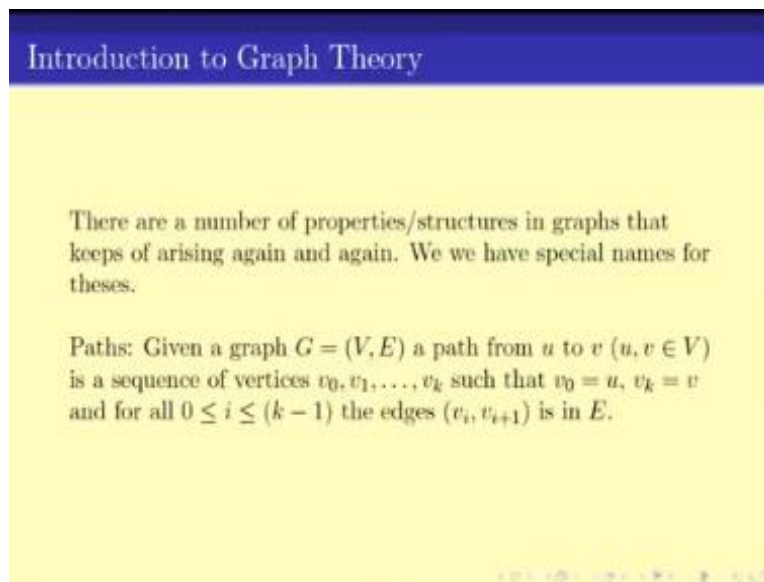 Introduction to Graph Theory
There are a number of properties/structures in graphs that
keeps of arising again and again. We we have special names for
theses.
Paths: Given a graph G = (V, E) a path from u to v (u, v ∈ V)
is a sequence of vertices v₀, v₁, . . . , vₖ such that v₀ = u, vₖ = v
and for all 0 ≤ i ≤ (k − 1) the edges (vᵢ, vᵢ₊₁) is in E.